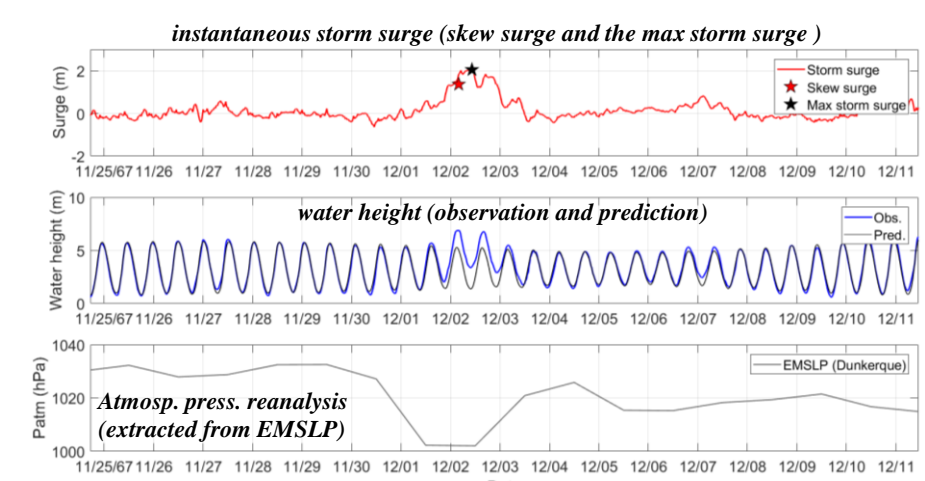 instantaneous storm surge (skew surge and the max storm surge )
Surge (m)
2
0
-2
Storm surge
Skew surge
Max storm surge
11/25/67 11/26 11/27 11/28 11/29 11/30 12/01 12/02 12/03 12/04 12/05 12/06 12/07 12/08 12/09 12/10 12/11
Water height (m)
10
5
0
water height (observation and prediction)
Obs.
Pred.
11/25/67 11/26 11/27 11/28 11/29 11/30 12/01 12/02 12/03 12/04 12/05 12/06 12/07 12/08 12/09 12/10 12/11
Patm (hPa)
1040
1020
1000
EMSLP (Dunkerque)
Atmosp. press. reanalysis
(extracted from EMSLP)
11/25/67 11/26 11/27 11/28 11/29 11/30 12/01 12/02 12/03 12/04 12/05 12/06 12/07 12/08 12/09 12/10 12/11